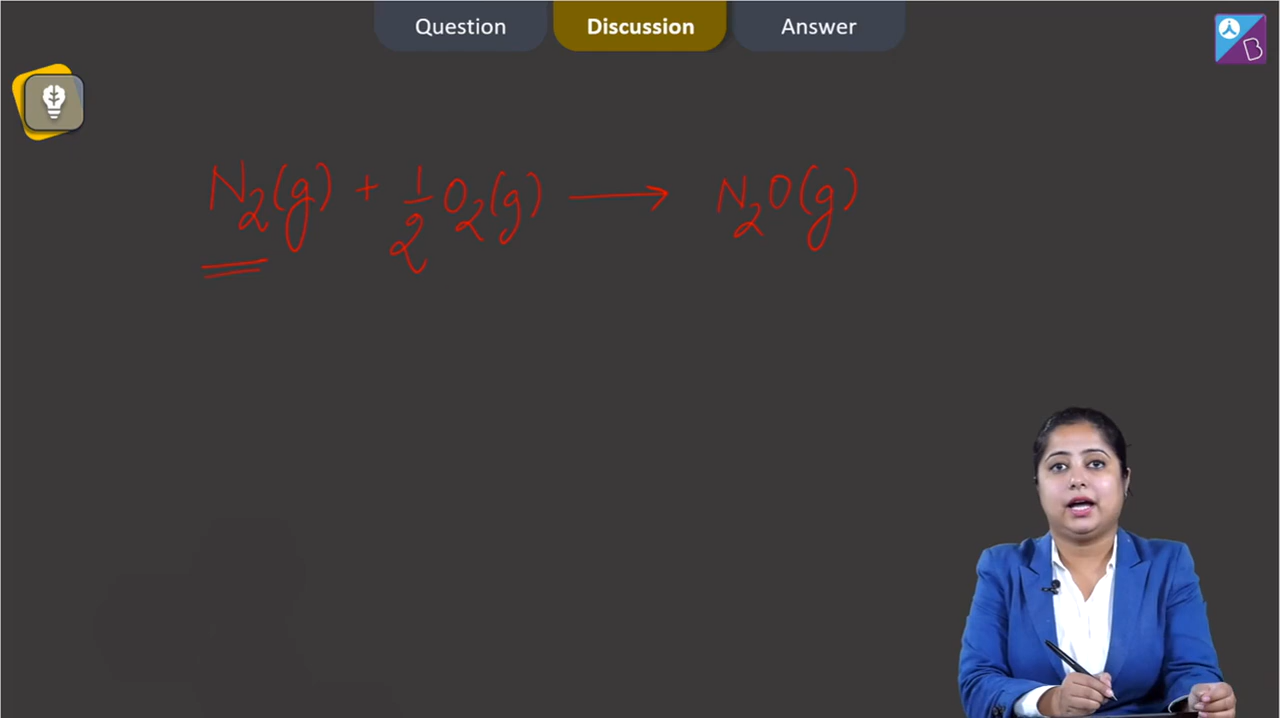 Question Discussion Answer
B
N₂(g) + 1/2 O₂(g) ⟶ N₂O(g)